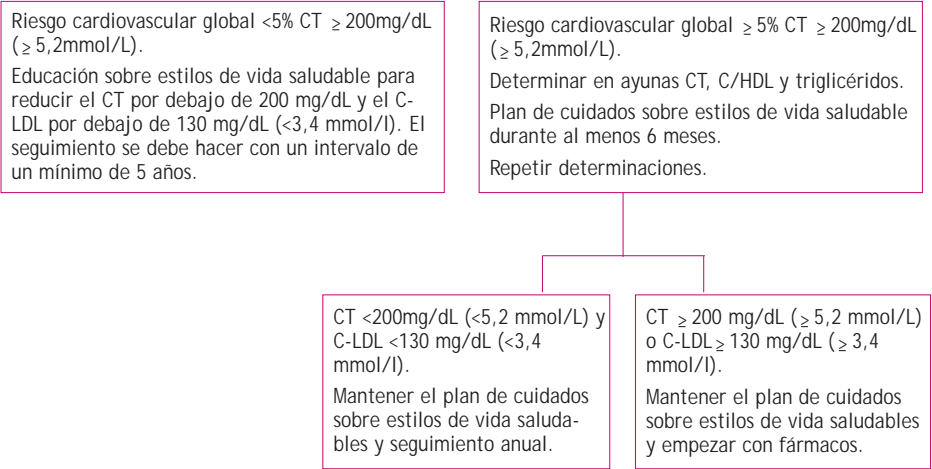 Riesgo cardiovascular global <5% CT ≥ 200mg/dL
(≥ 5,2mmol/L).
Educación sobre estilos de vida saludable para
reducir el CT por debajo de 200 mg/dL y el C-
LDL por debajo de 130 mg/dL (<3,4 mmol/l). El
seguimiento se debe hacer con un intervalo de
un mínimo de 5 años.
Riesgo cardiovascular global ≥ 5% CT ≥ 200mg/dL
(≥ 5,2mmol/L).
Determinar en ayunas CT, C/HDL y triglicéridos.
Plan de cuidados sobre estilos de vida saludable
durante al menos 6 meses.
Repetir determinaciones.
CT <200mg/dL (<5,2 mmol/L) y
C-LDL <130 mg/dL (<3,4
mmol/l).
Mantener el plan de cuidados
sobre estilos de vida saluda-
bles y seguimiento anual.
CT ≥ 200 mg/dL (≥ 5,2 mmol/L)
o C-LDL ≥ 130 mg/dL (≥ 3,4
mmol/l).
Mantener el plan de cuidados
sobre estilos de vida saludables
y empezar con fármacos.